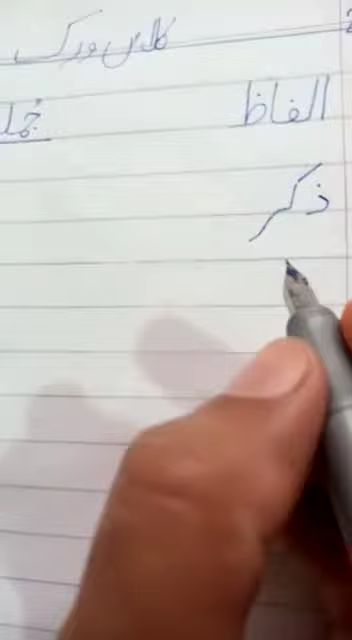 کلاس ورک
الفاظ
ذکر